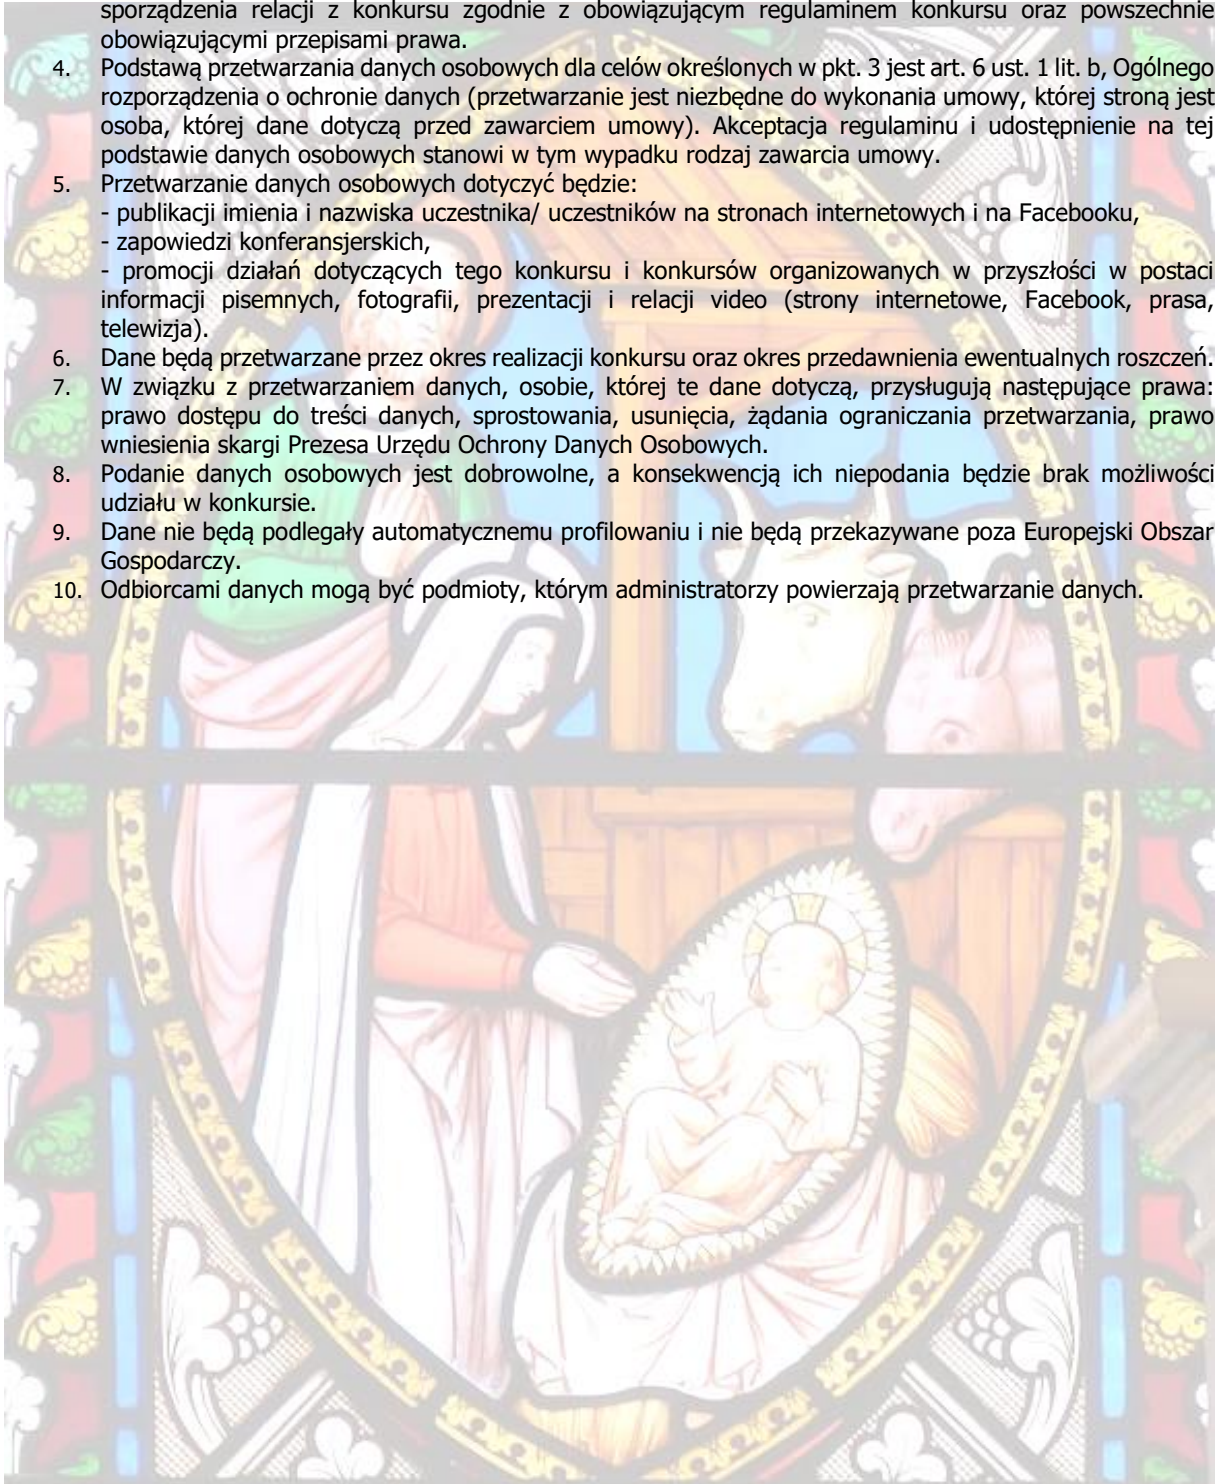 sporządzenia relacji z konkursu zgodnie z obowiązującym regulaminem konkursu oraz powszechnie
obowiązującymi przepisami prawa.
4. Podstawą przetwarzania danych osobowych dla celów określonych w pkt. 3 jest art. 6 ust. 1 lit. b, Ogólnego
rozporządzenia o ochronie danych (przetwarzanie jest niezbędne do wykonania umowy, której stroną jest
osoba, której dane dotyczą przed zawarciem umowy). Akceptacja regulaminu i udostępnienie na tej
podstawie danych osobowych stanowi w tym wypadku rodzaj zawarcia umowy.
5. Przetwarzanie danych osobowych dotyczyć będzie:
- publikacji imienia i nazwiska uczestnika/ uczestników na stronach internetowych i na Facebooku,
- zapowiedzi konferansjerskich,
- promocji działań dotyczących tego konkursu i konkursów organizowanych w przyszłości w postaci
informacji pisemnych, fotografii, prezentacji i relacji video (strony internetowe, Facebook, prasa,
telewizja).
6. Dane będą przetwarzane przez okres realizacji konkursu oraz okres przedawnienia ewentualnych roszczeń.
7. W związku z przetwarzaniem danych, osobie, której te dane dotyczą, przysługują następujące prawa:
prawo dostępu do treści danych, sprostowania, usunięcia, żądania ograniczania przetwarzania, prawo
wniesienia skargi Prezesa Urzędu Ochrony Danych Osobowych.
8. Podanie danych osobowych jest dobrowolne, a konsekwencją ich niepodania będzie brak możliwości
udziału w konkursie.
9. Dane nie będą podlegały automatycznemu profilowaniu i nie będą przekazywane poza Europejski Obszar
Gospodarczy.
10. Odbiorcami danych mogą być podmioty, którym administratorzy powierzają przetwarzanie danych.